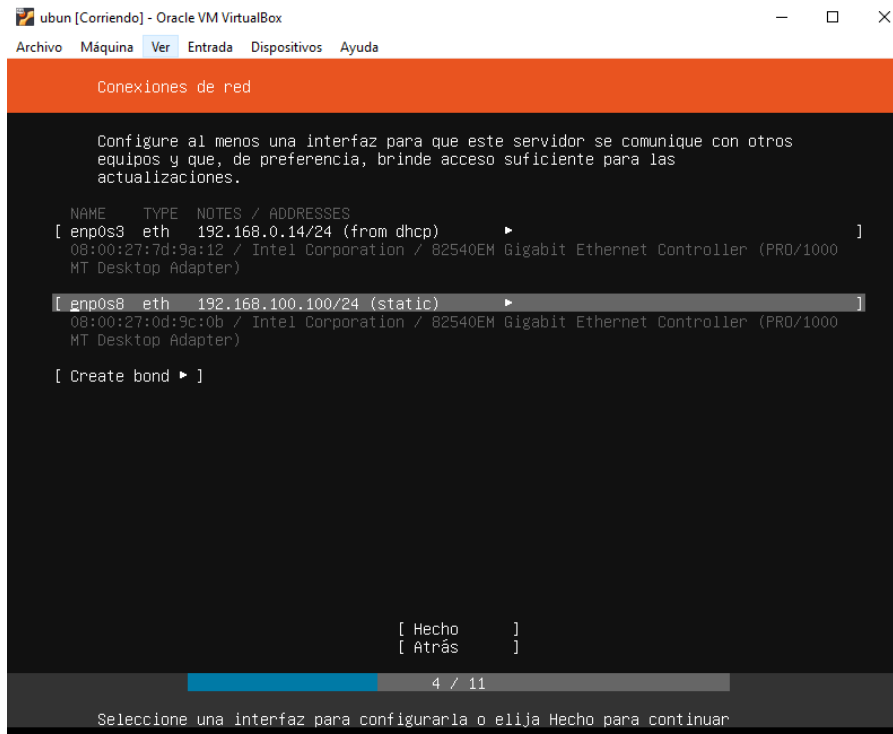 ubun [Corriendo] - Oracle VM VirtualBox
Archivo Máquina Ver Entrada Dispositivos Ayuda
Conexiones de red
Configure al menos una interfaz para que este servidor se comunique con otros
equipos y que, de preferencia, brinde acceso suficiente para las
actualizaciones.
NAME TYPE NOTES / ADDRESSES
[ enp0s3 eth 192.168.0.14/24 (from dhcp) ▸ ]
08:00:27:7d:9a:12 / Intel Corporation / 82540EM Gigabit Ethernet Controller (PRO/1000
MT Desktop Adapter)
[ enp0s8 eth 192.168.100.100/24 (static) ▸ ]
08:00:27:0d:9c:0b / Intel Corporation / 82540EM Gigabit Ethernet Controller (PRO/1000
MT Desktop Adapter)
[ Create bond ▸ ]
[ Hecho ]
[ Atrás ]
4 / 11
Seleccione una interfaz para configurarla o elija Hecho para continuar